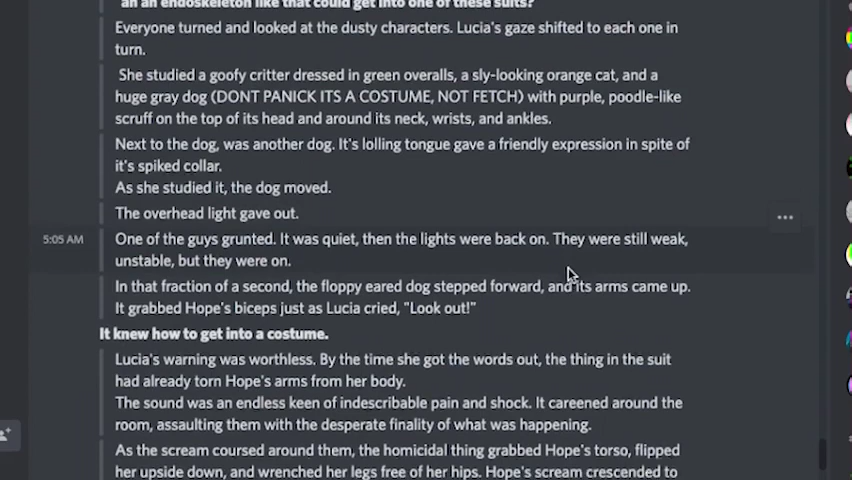 an an endoskeleton like that could get into one of these suits?
Everyone turned and looked at the dusty characters. Lucia's gaze shifted to each one in
turn.
She studied a goofy critter dressed in green overalls, a sly-looking orange cat, and a
huge gray dog (DONT PANICK ITS A COSTUME, NOT FETCH) with purple, poodle-like
scruff on the top of its head and around its neck, wrists, and ankles.
Next to the dog, was another dog. It's lolling tongue gave a friendly expression in spite of
it's spiked collar.
As she studied it, the dog moved.
The overhead light gave out.
5:05 AM
One of the guys grunted. It was quiet, then the lights were back on. They were still weak,
unstable, but they were on.
In that fraction of a second, the floppy eared dog stepped forward, and its arms came up.
It grabbed Hope's biceps just as Lucia cried, "Look out!"
It knew how to get into a costume.
Lucia's warning was worthless. By the time she got the words out, the thing in the suit
had already torn Hope's arms from her body.
The sound was an endless keen of indescribable pain and shock. It careened around the
room, assaulting them with the desperate finality of what was happening.
As the scream coursed around them, the homicidal thing grabbed Hope's torso, flipped
her upside down, and wrenched her legs free of her hips. Hope's scream crescended to